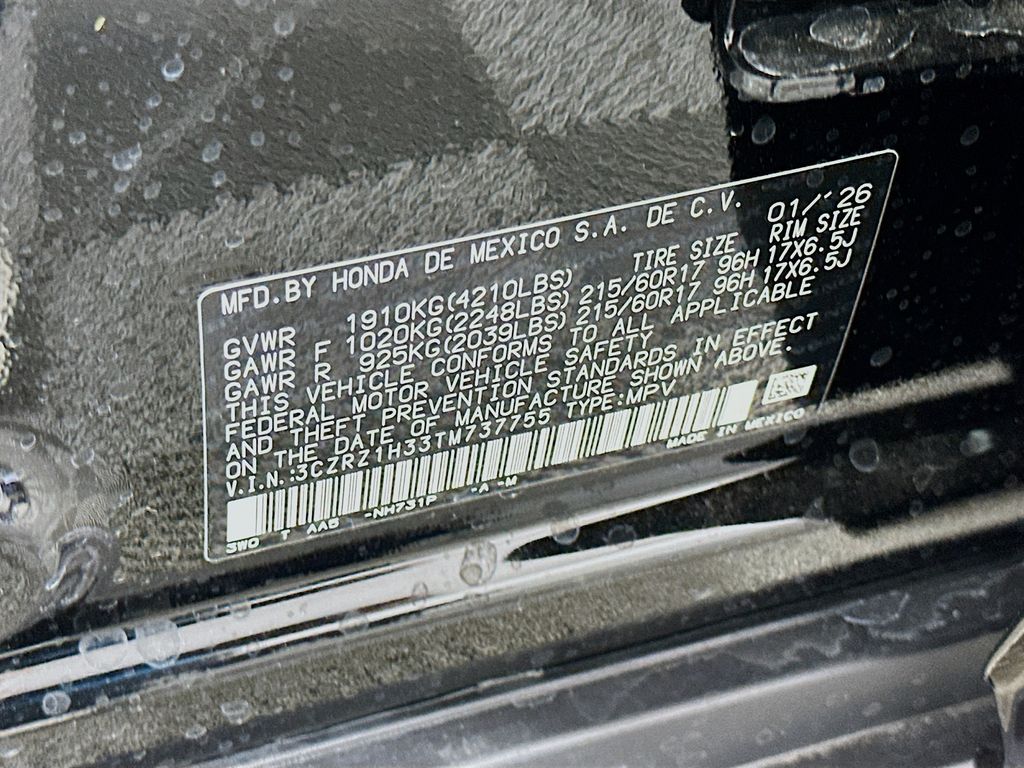 MFD.BY HONDA DE MEXICO S.A. DE C.V. 01/'26
TIRE SIZE RIM SIZE
GVWR 1910KG(4210LBS)
GAWR F 1020KG(2248LBS) 215/60R17 96H 17X6.5J
GAWR R 925KG(2039LBS) 215/60R17 96H 17X6.5J
THIS VEHICLE CONFORMS TO ALL APPLICABLE
FEDERAL MOTOR VEHICLE SAFETY
AND THEFT PREVENTION STANDARDS IN EFFECT
ON THE DATE OF MANUFACTURE SHOWN ABOVE.
V.I.N.:3CZRZ1H33TM737755 TYPE:MPV
MADE IN MEXICO
3W0 T AA5 -NH731P -A -M